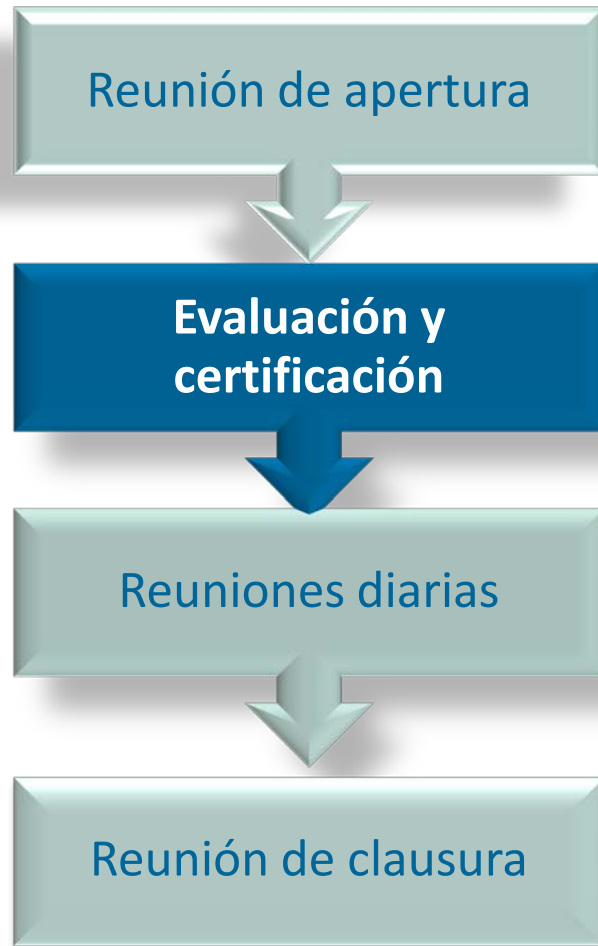 Reunión de apertura
Evaluación y
certificación
Reuniones diarias
Reunión de clausura